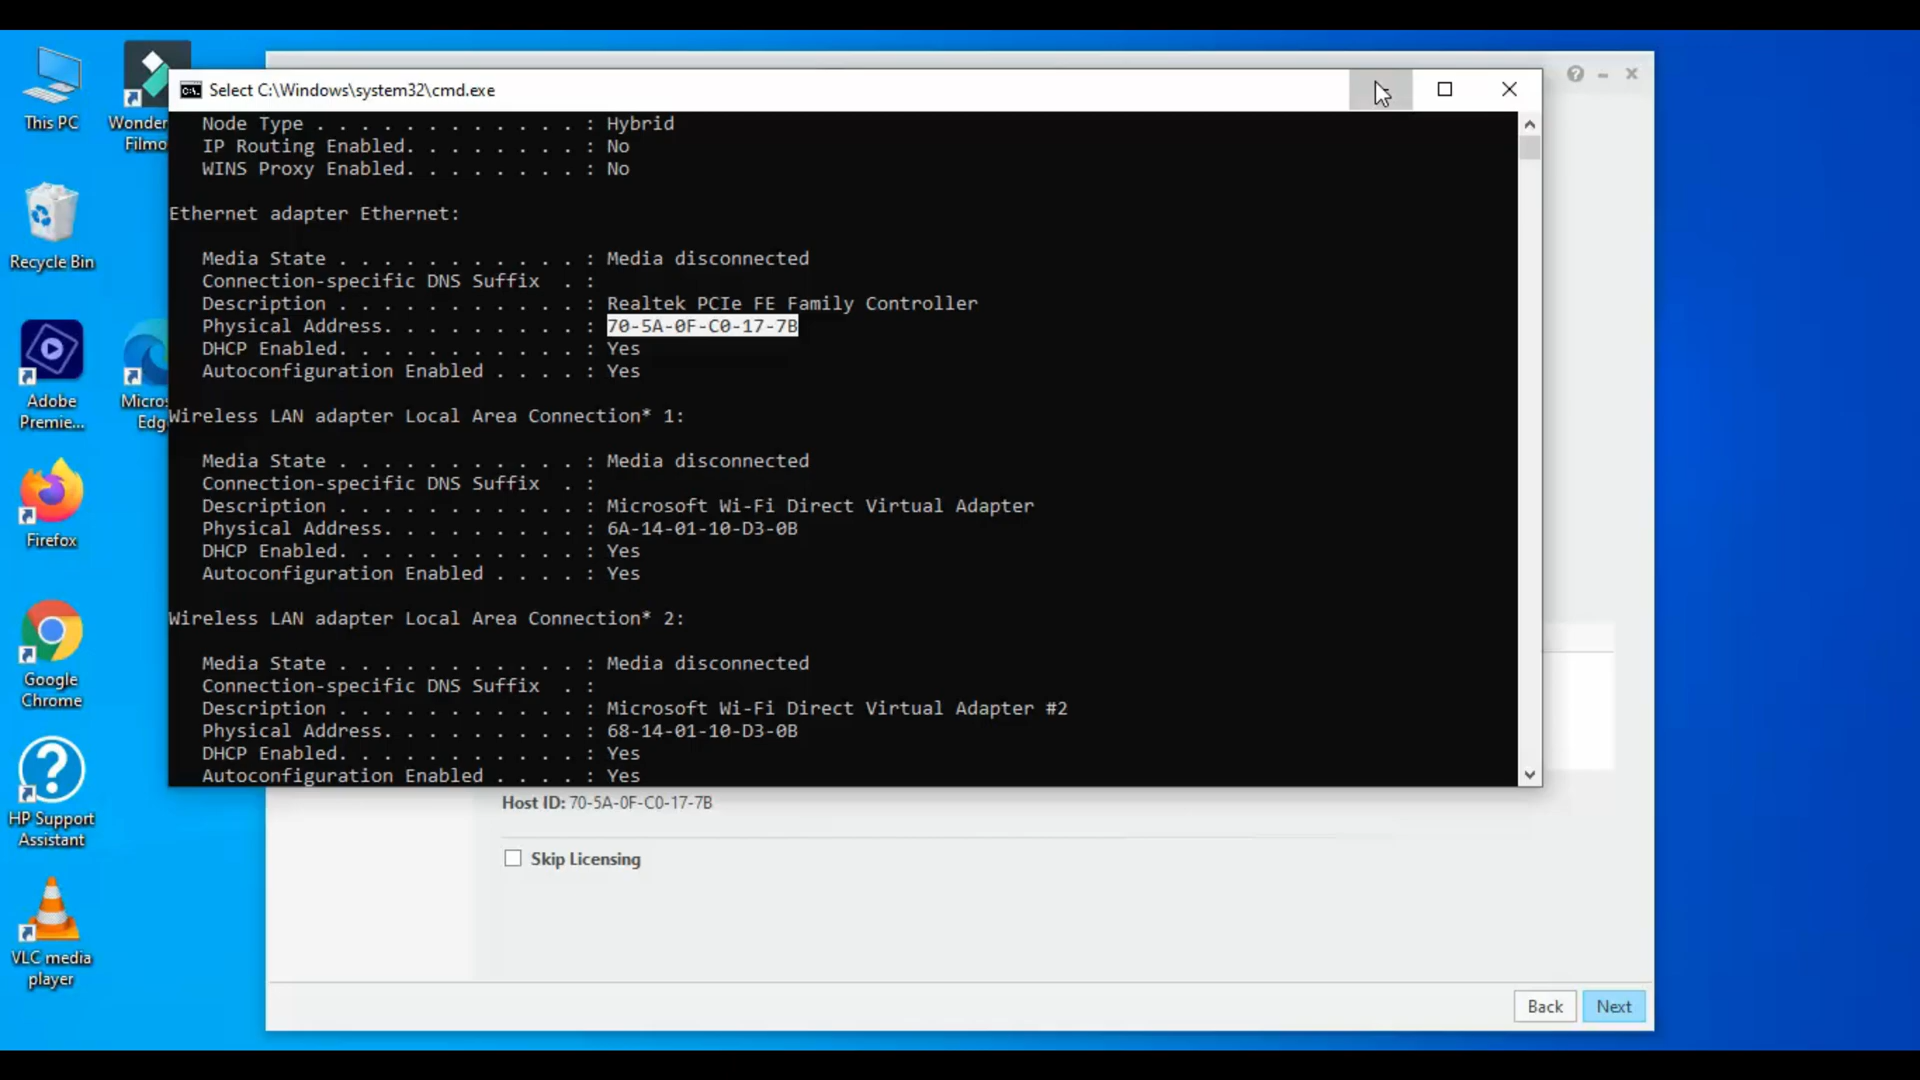 This PC
Wonder
Filmo
Recycle Bin
Adobe
Premie...
Micros
Edg
Firefox
Google
Chrome
HP Support
Assistant
VLC media
player
Select C:\Windows\system32\cmd.exe
Node Type . . . . . . . . . . . . : Hybrid
IP Routing Enabled. . . . . . . . : No
WINS Proxy Enabled. . . . . . . . : No
Ethernet adapter Ethernet:
Media State . . . . . . . . . . . : Media disconnected
Connection-specific DNS Suffix . :
Description . . . . . . . . . . . : Realtek PCIe FE Family Controller
Physical Address. . . . . . . . . : 70-5A-0F-C0-17-7B
DHCP Enabled. . . . . . . . . . . : Yes
Autoconfiguration Enabled . . . . : Yes
Wireless LAN adapter Local Area Connection* 1:
Media State . . . . . . . . . . . : Media disconnected
Connection-specific DNS Suffix . :
Description . . . . . . . . . . . : Microsoft Wi-Fi Direct Virtual Adapter
Physical Address. . . . . . . . . : 6A-14-01-10-D3-0B
DHCP Enabled. . . . . . . . . . . : Yes
Autoconfiguration Enabled . . . . : Yes
Wireless LAN adapter Local Area Connection* 2:
Media State . . . . . . . . . . . : Media disconnected
Connection-specific DNS Suffix . :
Description . . . . . . . . . . . : Microsoft Wi-Fi Direct Virtual Adapter #2
Physical Address. . . . . . . . . : 68-14-01-10-D3-0B
DHCP Enabled. . . . . . . . . . . : Yes
Autoconfiguration Enabled . . . . : Yes
Host ID: 70-5A-0F-C0-17-7B
Skip Licensing
Back
Next